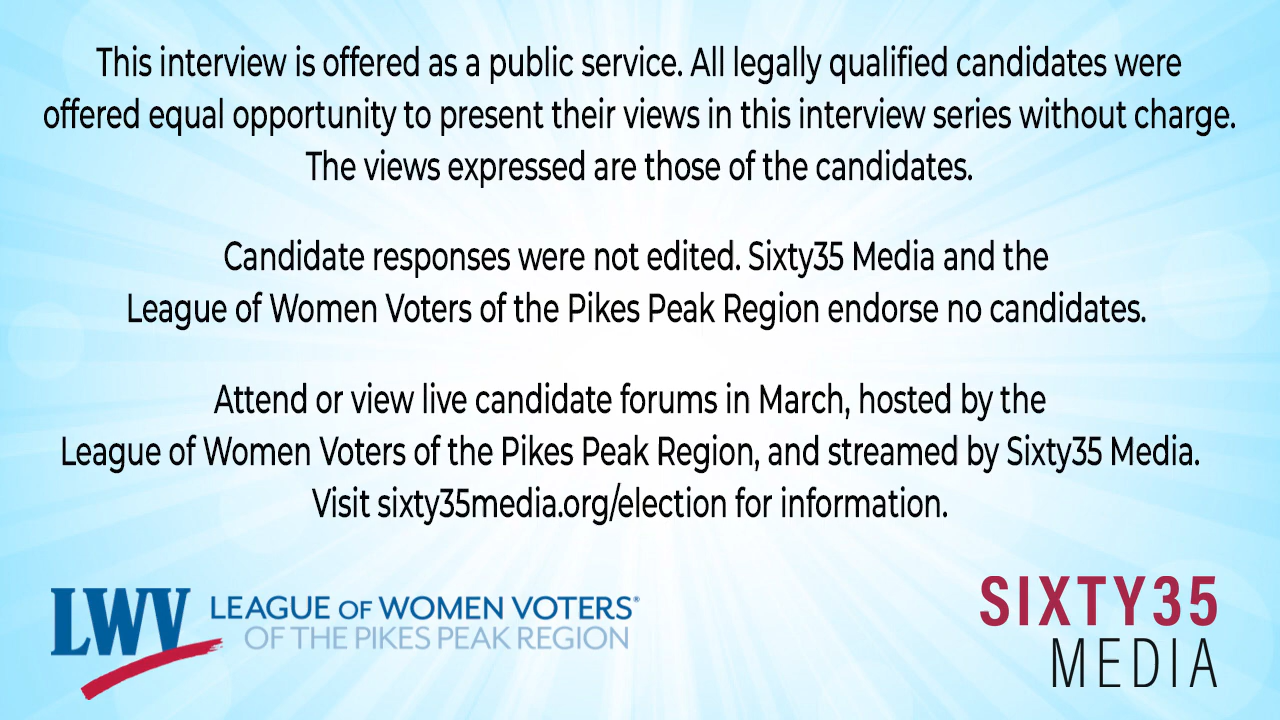 This interview is offered as a public service. All legally qualified candidates were
offered equal opportunity to present their views in this interview series without charge.
The views expressed are those of the candidates.
Candidate responses were not edited. Sixty35 Media and the
League of Women Voters of the Pikes Peak Region endorse no candidates.
Attend or view live candidate forums in March, hosted by the
League of Women Voters of the Pikes Peak Region, and streamed by Sixty35 Media.
Visit sixty35media.org/election for information.
LWV
LEAGUE OF WOMEN VOTERS®
OF THE PIKES PEAK REGION
SIXTY35
MEDIA